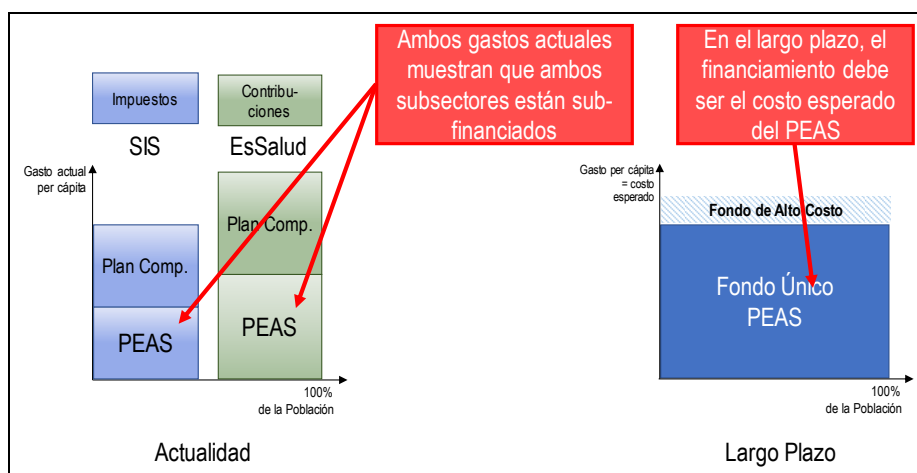 Ambos gastos actuales
muestran que ambos
subsectores están sub-
financiados
En el largo plazo, el
financiamiento debe
ser el costo esperado
del PEAS
Impuestos
Contribu-
ciones
SIS
EsSalud
Gasto actual
per cápita
Plan Comp.
Plan Comp.
PEAS
PEAS
100%
de la Población
Actualidad
Gasto per cápita
= costo
esperado
Fondo de Alto Costo
Fondo Único
PEAS
100%
de la Población
Largo Plazo